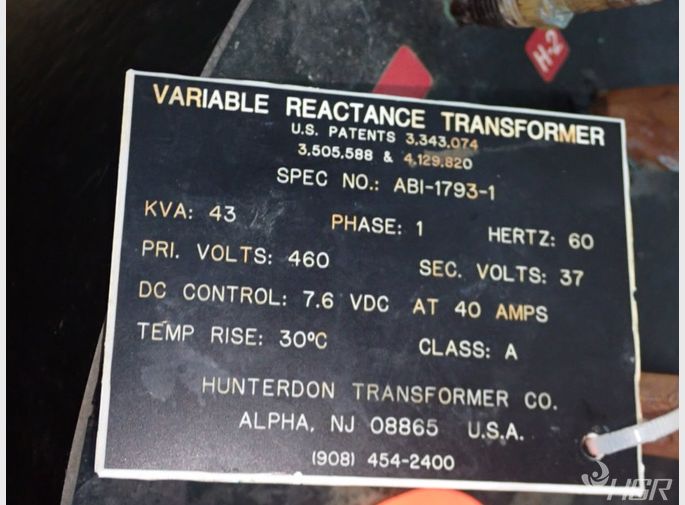 H-2
VARIABLE REACTANCE TRANSFORMER
U.S. PATENTS 3,343,074
3,505,588 & 4,129,820
SPEC NO.: ABI-1793-1
KVA: 43 PHASE: 1 HERTZ: 60
PRI. VOLTS: 460 SEC. VOLTS: 37
DC CONTROL: 7.6 VDC AT 40 AMPS
TEMP RISE: 30ºC CLASS: A
HUNTERDON TRANSFORMER CO.
ALPHA, NJ 08865 U.S.A.
(908) 454-2400
HGR